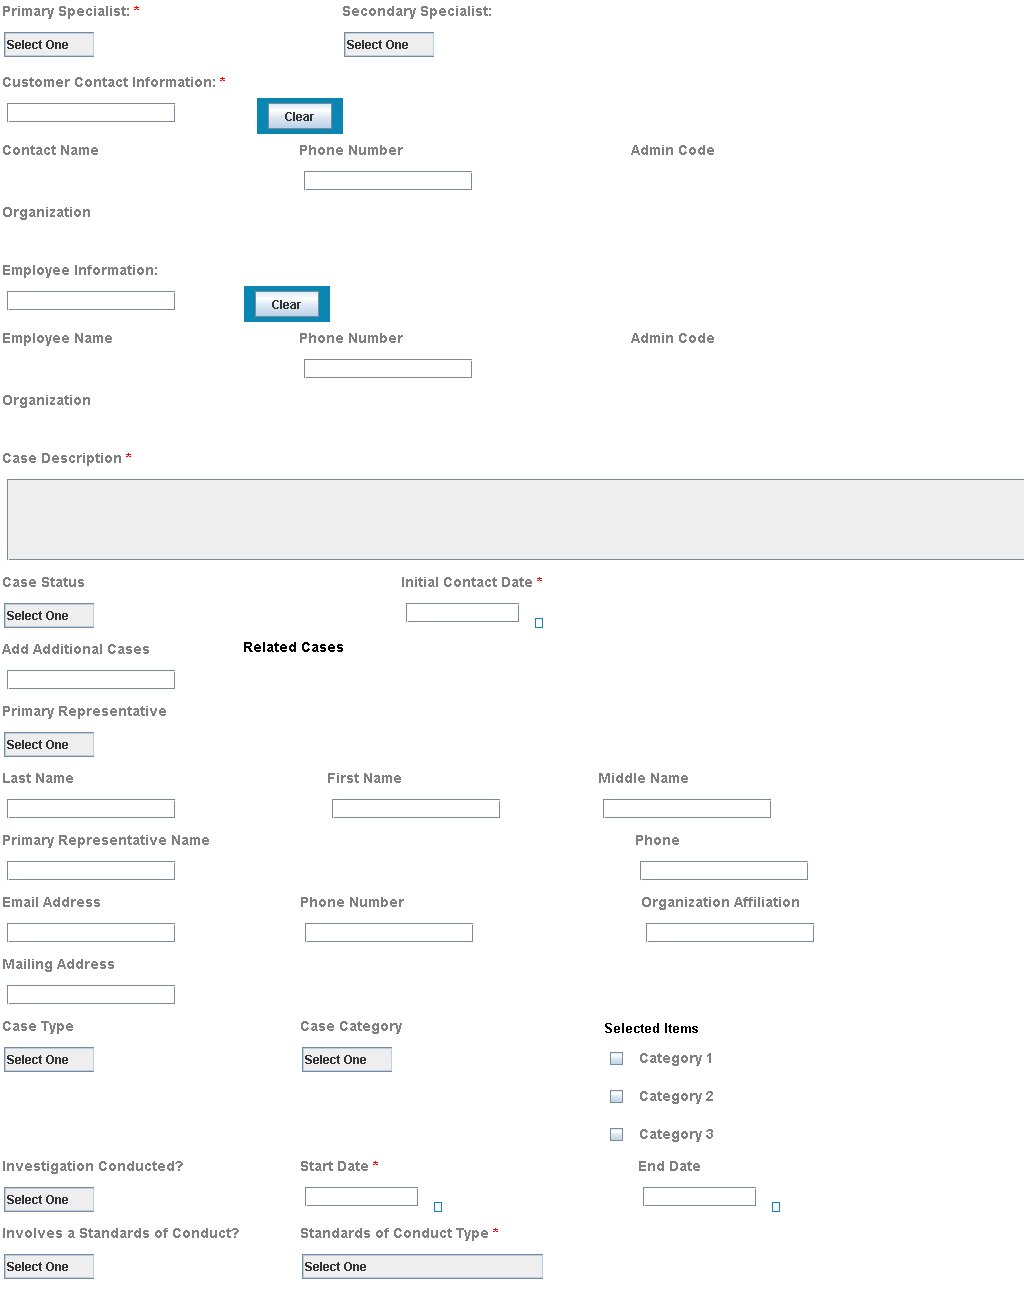 Primary Specialist: * Secondary Specialist:
Select One Select One
Customer Contact Information: *
Clear
Contact Name Phone Number Admin Code
Organization
Employee Information:
Clear
Employee Name Phone Number Admin Code
Organization
Case Description *
Case Status Initial Contact Date *
Select One
Add Additional Cases Related Cases
Primary Representative
Select One
Last Name First Name Middle Name
Primary Representative Name Phone
Email Address Phone Number Organization Affiliation
Mailing Address
Case Type Case Category Selected Items
Select One Select One Category 1
Category 2
Category 3
Investigation Conducted? Start Date * End Date
Select One
Involves a Standards of Conduct? Standards of Conduct Type *
Select One Select One